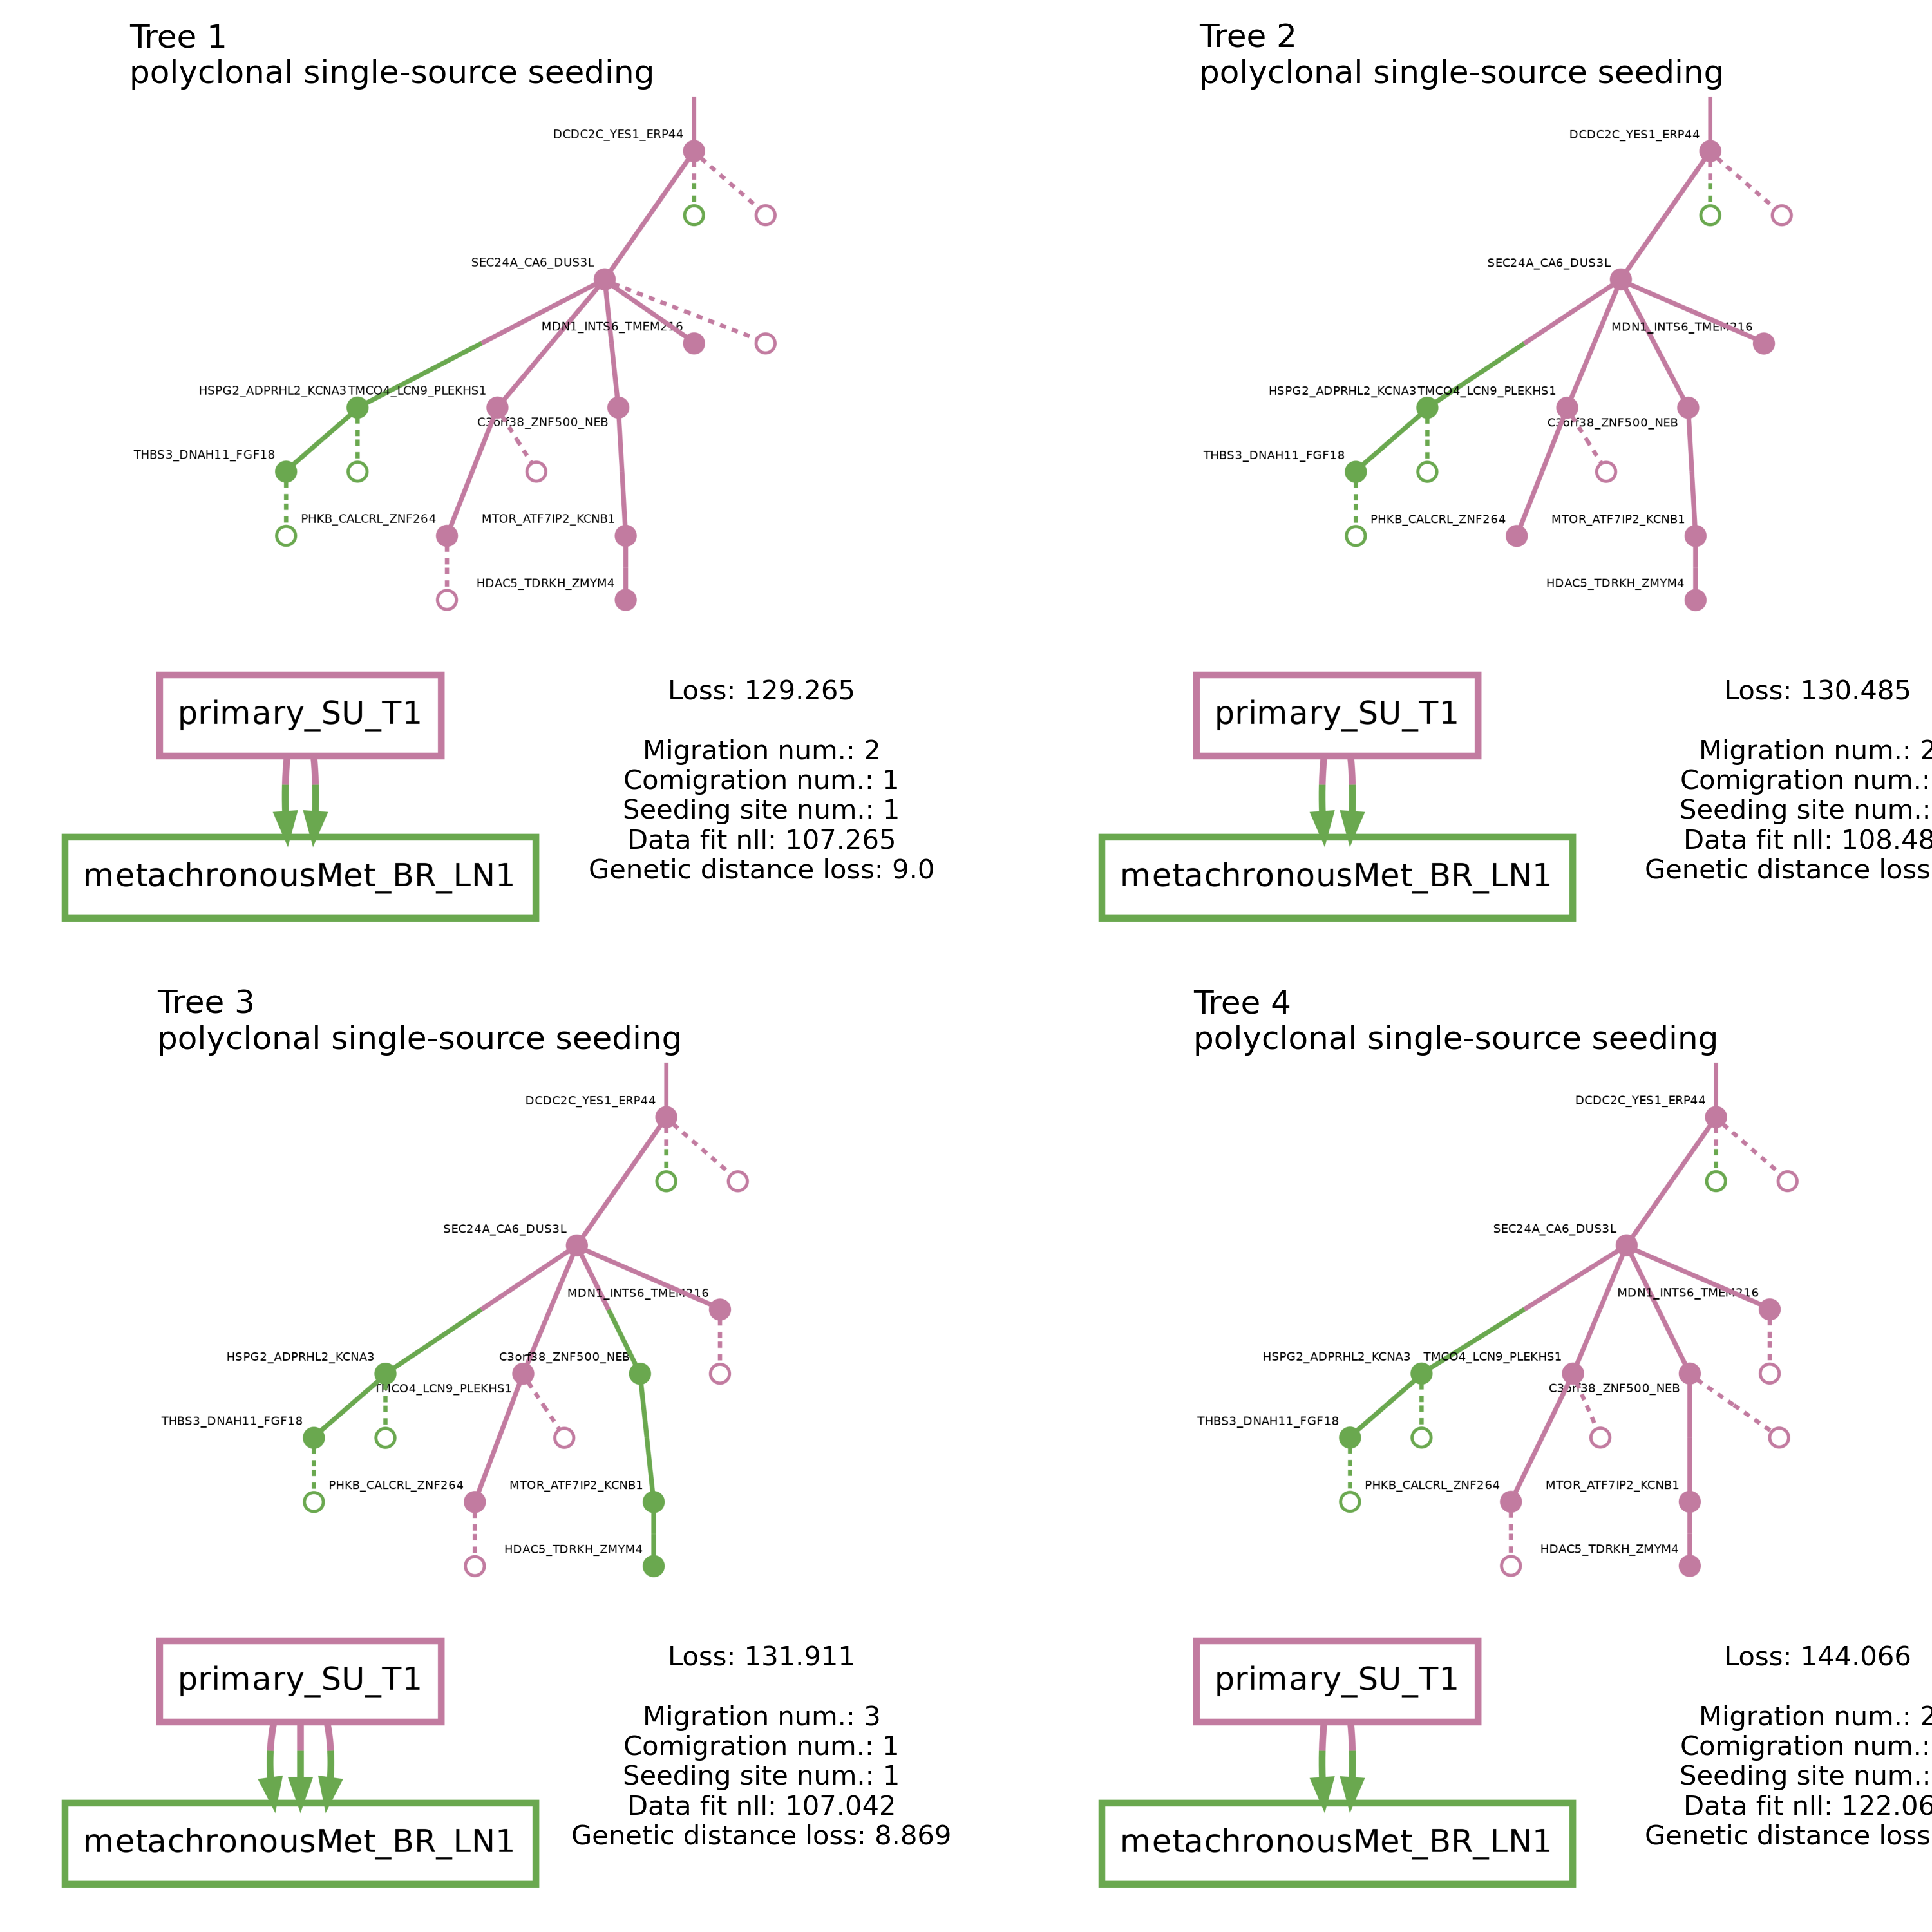 Tree 1
polyclonal single-source seeding
DCDC2C_YES1_ERP44
SEC24A_CA6_DUS3L
MDN1_INTS6_TMEM216
HSPG2_ADPRHL2_KCNA3
TMCO4_LCN9_PLEKHS1
C3orf38_ZNF500_NEB
THBS3_DNAH11_FGF18
PHKB_CALCRL_ZNF264
MTOR_ATF7IP2_KCNB1
HDAC5_TDRKH_ZMYM4
primary_SU_T1
metachronousMet_BR_LN1
Loss: 129.265
Migration num.: 2
Comigration num.: 1
Seeding site num.: 1
Data fit nll: 107.265
Genetic distance loss: 9.0
Tree 2
polyclonal single-source seeding
DCDC2C_YES1_ERP44
SEC24A_CA6_DUS3L
MDN1_INTS6_TMEM216
HSPG2_ADPRHL2_KCNA3
TMCO4_LCN9_PLEKHS1
C3orf38_ZNF500_NEB
THBS3_DNAH11_FGF18
PHKB_CALCRL_ZNF264
MTOR_ATF7IP2_KCNB1
HDAC5_TDRKH_ZMYM4
primary_SU_T1
metachronousMet_BR_LN1
Loss: 130.485
Migration num.: 2
Comigration num.:
Seeding site num.:
Data fit nll: 108.48
Genetic distance loss
Tree 3
polyclonal single-source seeding
DCDC2C_YES1_ERP44
SEC24A_CA6_DUS3L
MDN1_INTS6_TMEM216
HSPG2_ADPRHL2_KCNA3
C3orf38_ZNF500_NEB
TMCO4_LCN9_PLEKHS1
THBS3_DNAH11_FGF18
PHKB_CALCRL_ZNF264
MTOR_ATF7IP2_KCNB1
HDAC5_TDRKH_ZMYM4
primary_SU_T1
metachronousMet_BR_LN1
Loss: 131.911
Migration num.: 3
Comigration num.: 1
Seeding site num.: 1
Data fit nll: 107.042
Genetic distance loss: 8.869
Tree 4
polyclonal single-source seeding
DCDC2C_YES1_ERP44
SEC24A_CA6_DUS3L
MDN1_INTS6_TMEM216
HSPG2_ADPRHL2_KCNA3
TMCO4_LCN9_PLEKHS1
C3orf38_ZNF500_NEB
THBS3_DNAH11_FGF18
PHKB_CALCRL_ZNF264
MTOR_ATF7IP2_KCNB1
HDAC5_TDRKH_ZMYM4
primary_SU_T1
metachronousMet_BR_LN1
Loss: 144.066
Migration num.: 2
Comigration num.:
Seeding site num.:
Data fit nll: 122.06
Genetic distance loss